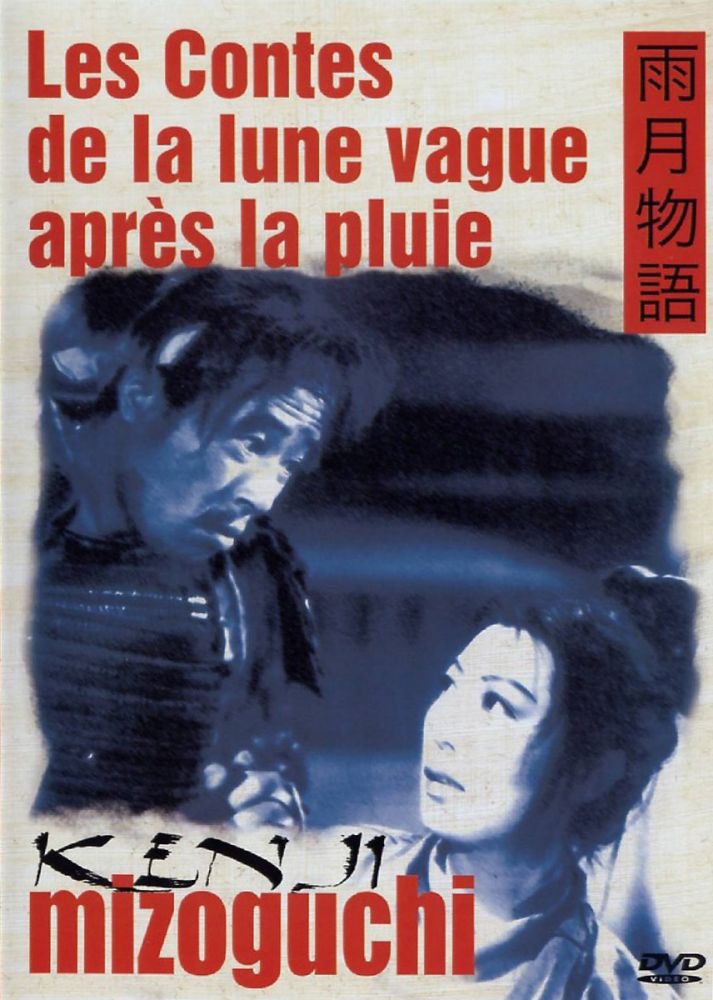 Les Contes
de la lune vague
après la pluie
雨月物語
KENJI
mizoguchi
DVD
VIDEO